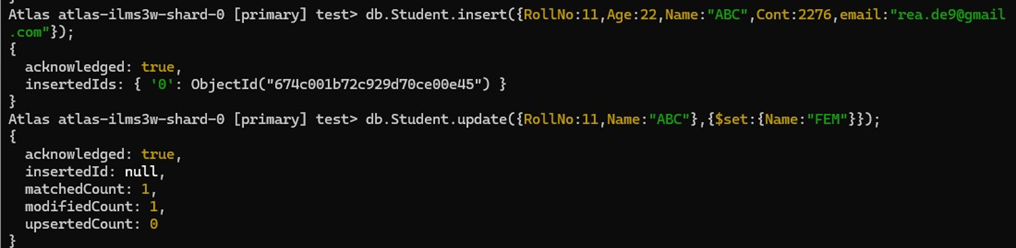 Atlas atlas-ilms3w-shard-0 [primary] test> db.Student.insert({RollNo:11,Age:22,Name:"ABC",Cont:2276,email:"rea.de9@gmail
.com"});
{
  acknowledged: true,
  insertedIds: { '0': ObjectId("674c001b72c929d70ce00e45") }
}
Atlas atlas-ilms3w-shard-0 [primary] test> db.Student.update({RollNo:11,Name:"ABC"},{$set:{Name:"FEM"}});
{
  acknowledged: true,
  insertedId: null,
  matchedCount: 1,
  modifiedCount: 1,
  upsertedCount: 0
}